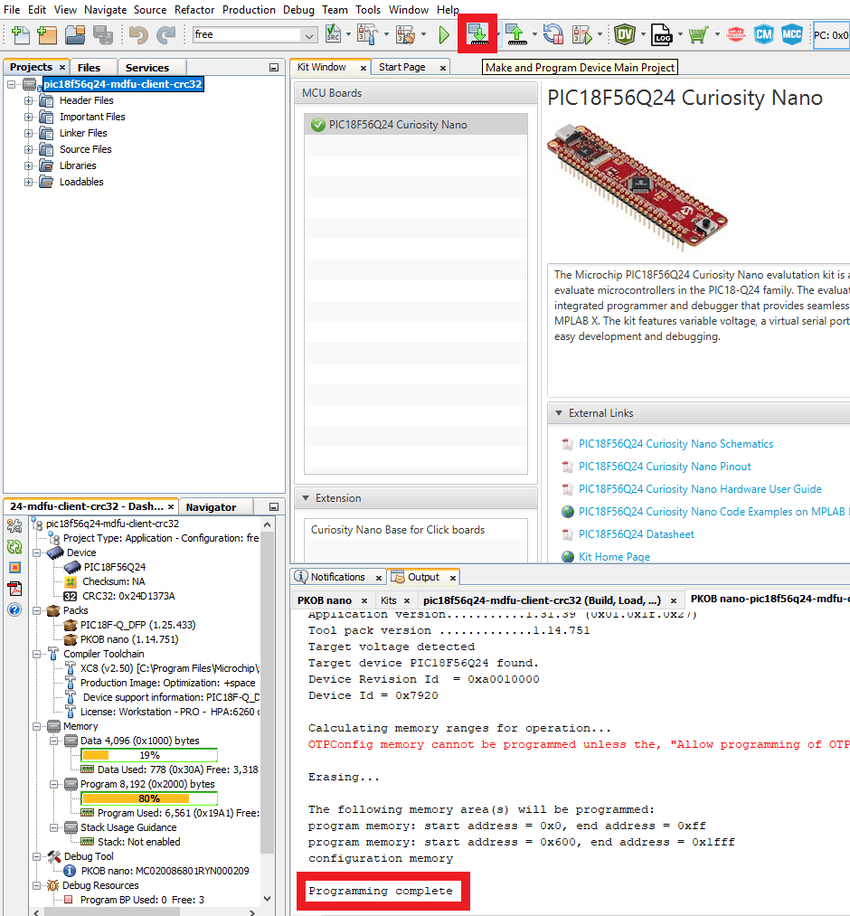 File Edit View Navigate Source Refactor Production Debug Team Tools Window Help
free
SRC
DV
LOG
CM
MCC
PC: 0x0
Make and Program Device Main Project
Projects × Files Services
pic18f56q24-mdfu-client-crc32
Header Files
Important Files
Linker Files
Source Files
Libraries
Loadables
Kit Window × Start Page ×
MCU Boards
PIC18F56Q24 Curiosity Nano
Extension
Curiosity Nano Base for Click boards
PIC18F56Q24 Curiosity Nano
The Microchip PIC18F56Q24 Curiosity Nano evalutation kit is a
evaluate microcontrollers in the PIC18-Q24 family. The evaluat
integrated programmer and debugger that provides seamless
MPLAB X. The kit features variable voltage, a virtual serial port
easy development and debugging.
External Links
PIC18F56Q24 Curiosity Nano Schematics
PIC18F56Q24 Curiosity Nano Pinout
PIC18F56Q24 Curiosity Nano Hardware User Guide
PIC18F56Q24 Curiosity Nano Code Examples on MPLAB
PIC18F56Q24 Datasheet
Kit Home Page
24-mdfu-client-crc32 - Dash... × Navigator
pic18f56q24-mdfu-client-crc32
Project Type: Application - Configuration: fre
Device
PIC18F56Q24
Checksum: NA
32 CRC32: 0x24D1373A
Packs
PIC18F-Q_DFP (1.25.433)
PKOB nano (1.14.751)
Compiler Toolchain
XC8 (v2.50) [C:\Program Files\Microchip\
Production Image: Optimization: +space
Device support information: PIC18F-Q_D
License: Workstation - PRO - HPA:6260 d
Memory
Data 4,096 (0x1000) bytes
19%
Data Used: 778 (0x30A) Free: 3,318
Program 8,192 (0x2000) bytes
80%
Program Used: 6,561 (0x19A1) Free:
Stack Usage Guidance
Stack: Not enabled
Debug Tool
PKOB nano: MC020086801RYN000209
Debug Resources
Program BP Used: 0 Free: 3
Notifications × Output ×
PKOB nano × Kits × pic18f56q24-mdfu-client-crc32 (Build, Load, ...) × PKOB nano-pic18f56q24-mdfu-c
Application version...........1.31.39 (0x01.0x1f.0x27)
Tool pack version .............1.14.751
Target voltage detected
Target device PIC18F56Q24 found.
Device Revision Id  = 0xa0010000
Device Id = 0x7920
Calculating memory ranges for operation...
OTPConfig memory cannot be programmed unless the, "Allow programming of OTP
Erasing...
The following memory area(s) will be programmed:
program memory: start address = 0x0, end address = 0xff
program memory: start address = 0x600, end address = 0x1fff
configuration memory
Programming complete